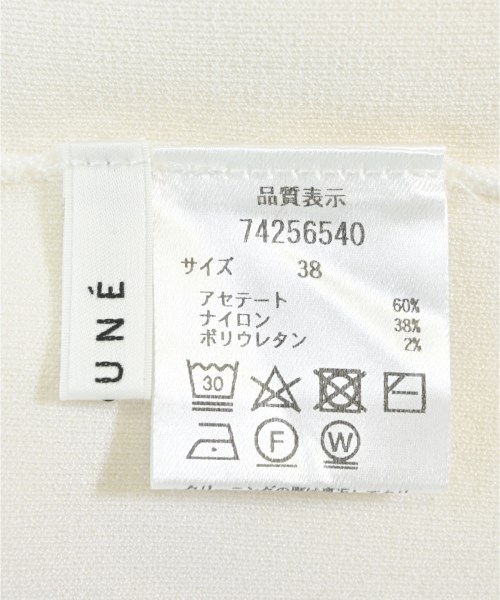 UNÉ
品質表示
74256540
サイズ 38
アセテート 60%
ナイロン 38%
ポリウレタン 2%
30
F W